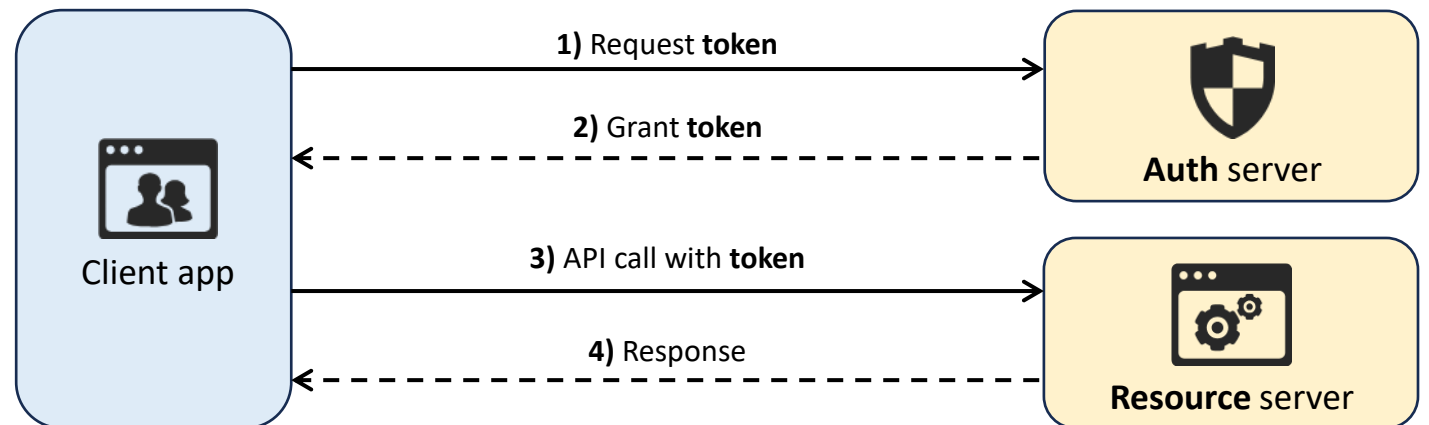 1) Request token
2) Grant token
Auth server
Client app
3) API call with token
4) Response
Resource server